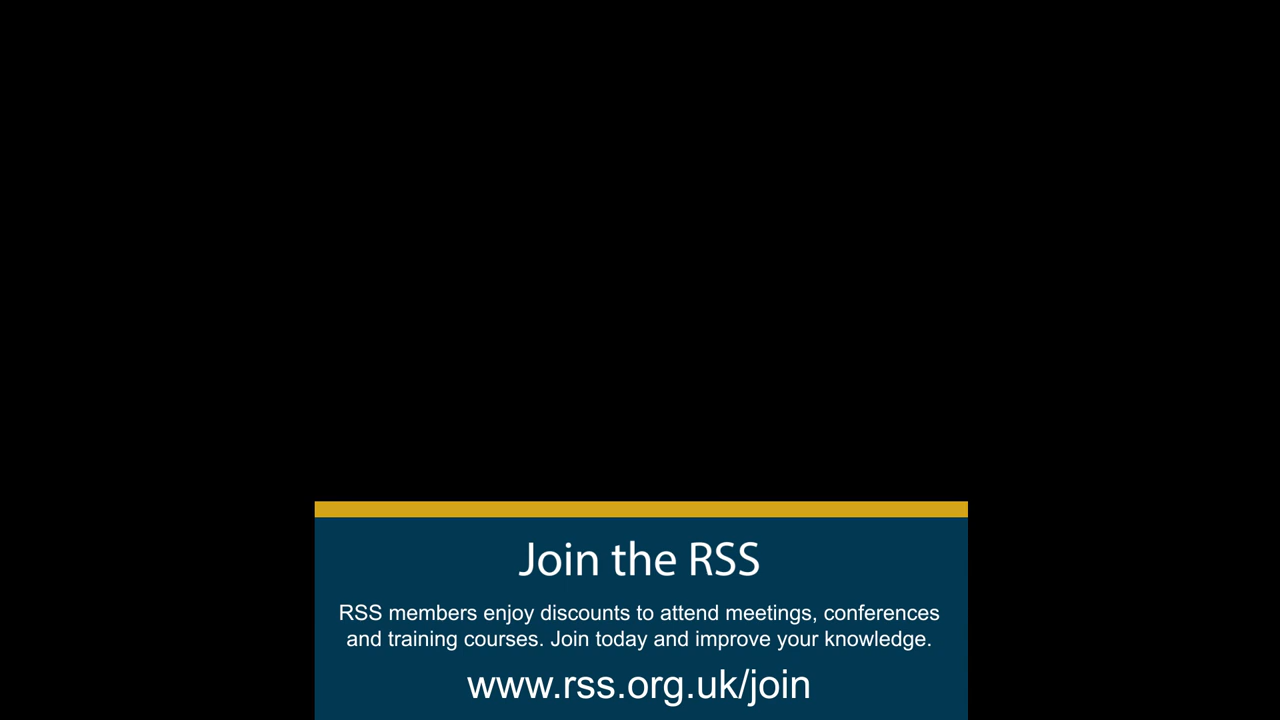 Join the RSS
RSS members enjoy discounts to attend meetings, conferences
and training courses. Join today and improve your knowledge.
www.rss.org.uk/join